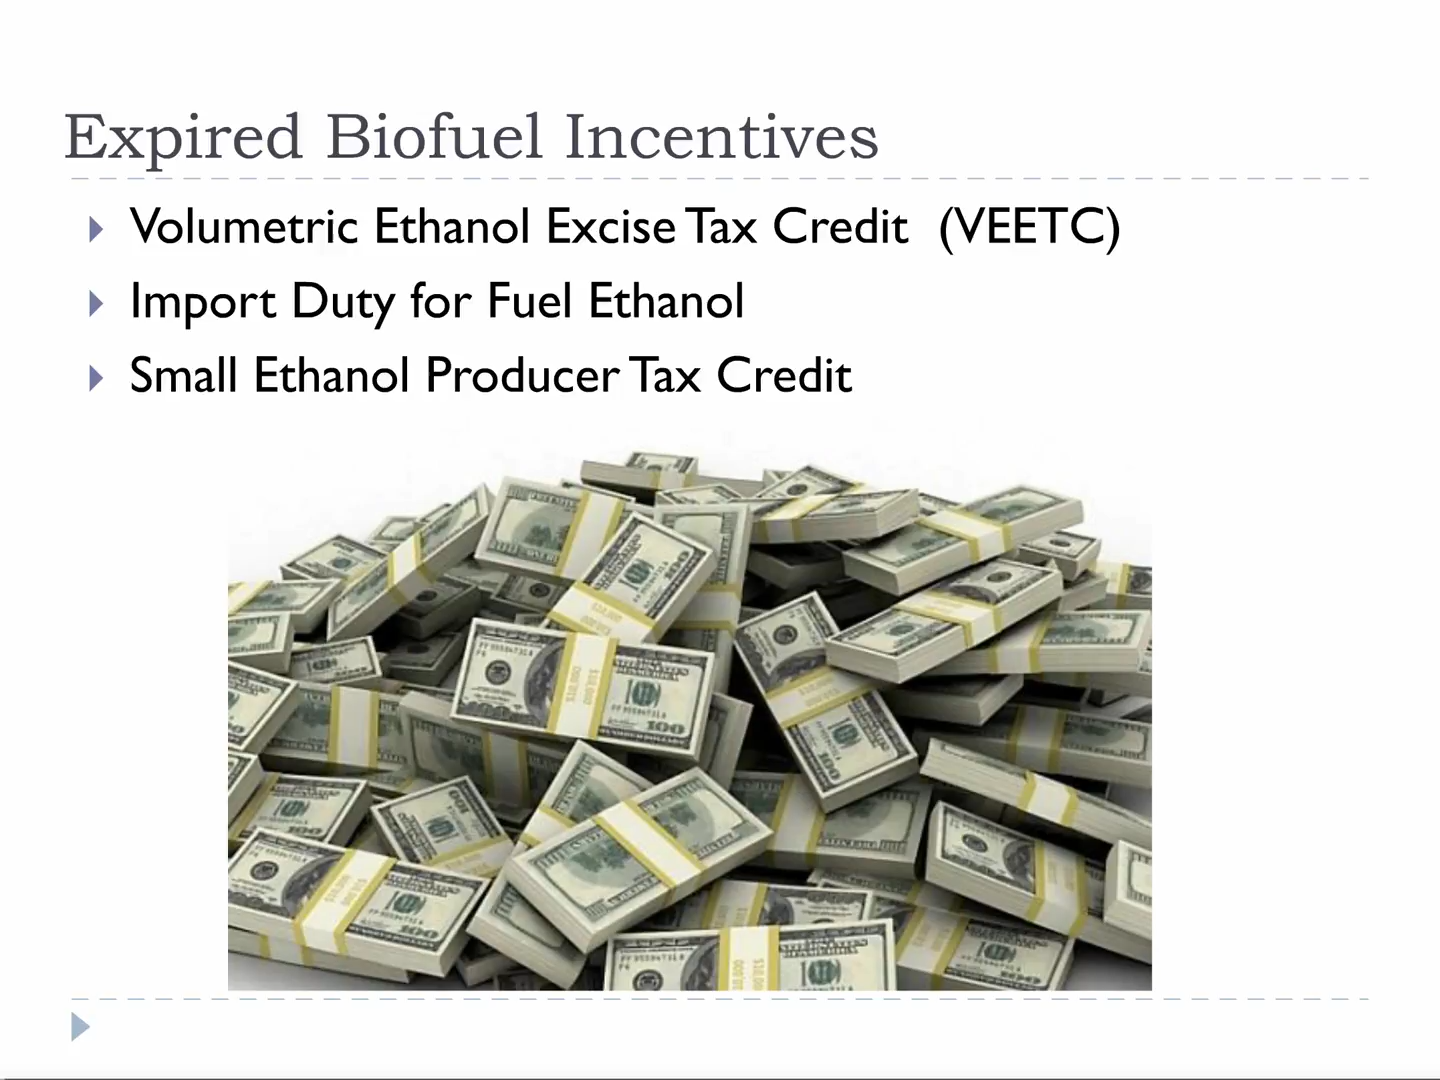 Expired Biofuel Incentives
Volumetric Ethanol Excise Tax Credit (VEETC)
Import Duty for Fuel Ethanol
Small Ethanol Producer Tax Credit